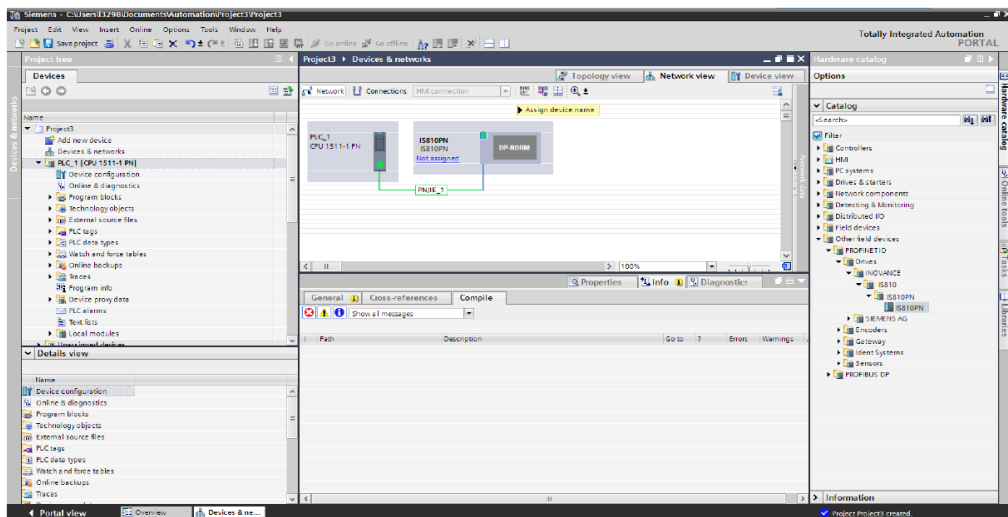 Siemens - C:\Users\13298\Documents\Automation\Project3\Project3
Project Edit View Insert Online Options Tools Window Help
Totally Integrated Automation
PORTAL
Save project
Go online
Go offline
Project tree
Devices
Name
Project3
Add new device
Devices & networks
PLC_1 [CPU 1511-1 PN]
Device configuration
Online & diagnostics
Program blocks
Technology objects
External source files
PLC tags
PLC data types
Watch and force tables
Online backups
Traces
Program info
Device proxy data
PLC alarms
Text lists
Local modules
Details view
Name
Device configuration
Online & diagnostics
Program blocks
Technology objects
External source files
PLC tags
PLC data types
Watch and force tables
Online backups
Traces
Portal view
Overview
Devices & ne...
Devices & networks
Project3 Devices & networks
Topology view
Network view
Device view
Network
Connections
HMI connection
Assign device name
PLC_1
CPU 1511-1 PN
IS810PN
IS810PN
Not assigned
DP-NORM
PN/IE_1
Network data
100%
Properties
Info
Diagnostics
General
Cross-references
Compile
Show all messages
! Path Description Go to ? Errors Warnings
Hardware catalog
Options
Catalog
<Search>
Filter
Controllers
HMI
PC systems
Drives & starters
Network components
Detecting & Monitoring
Distributed I/O
Field devices
Other field devices
PROFINET IO
Drives
INOVANCE
IS810
IS810PN
IS810PN
SIEMENS AG
Encoders
Gateway
Ident Systems
Sensors
PROFIBUS DP
Information
Project Project3 created.
Hardware catalog
Online tools
Tasks
Libraries